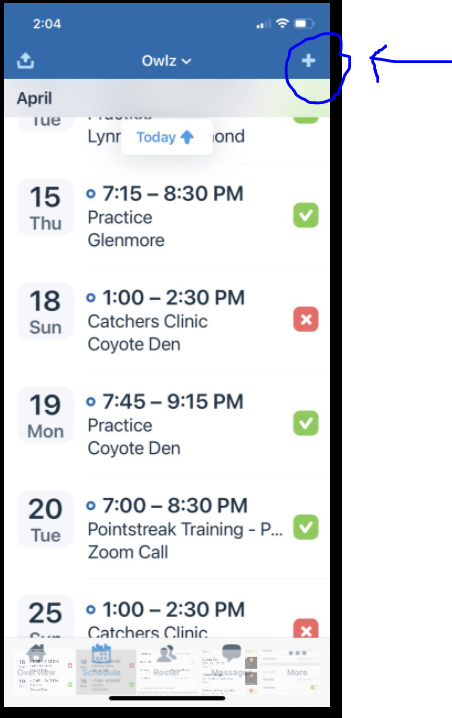 2:04
Owlz
April
Tue
Practice
Lynn
ond
Today
15
Thu
7:15 – 8:30 PM
Practice
Glenmore
18
Sun
1:00 – 2:30 PM
Catchers Clinic
Coyote Den
19
Mon
7:45 – 9:15 PM
Practice
Coyote Den
20
Tue
7:00 – 8:30 PM
Pointstreak Training - P...
Zoom Call
25
Sun
1:00 – 2:30 PM
Catchers Clinic
Overview
Schedule
Roster
Messages
More